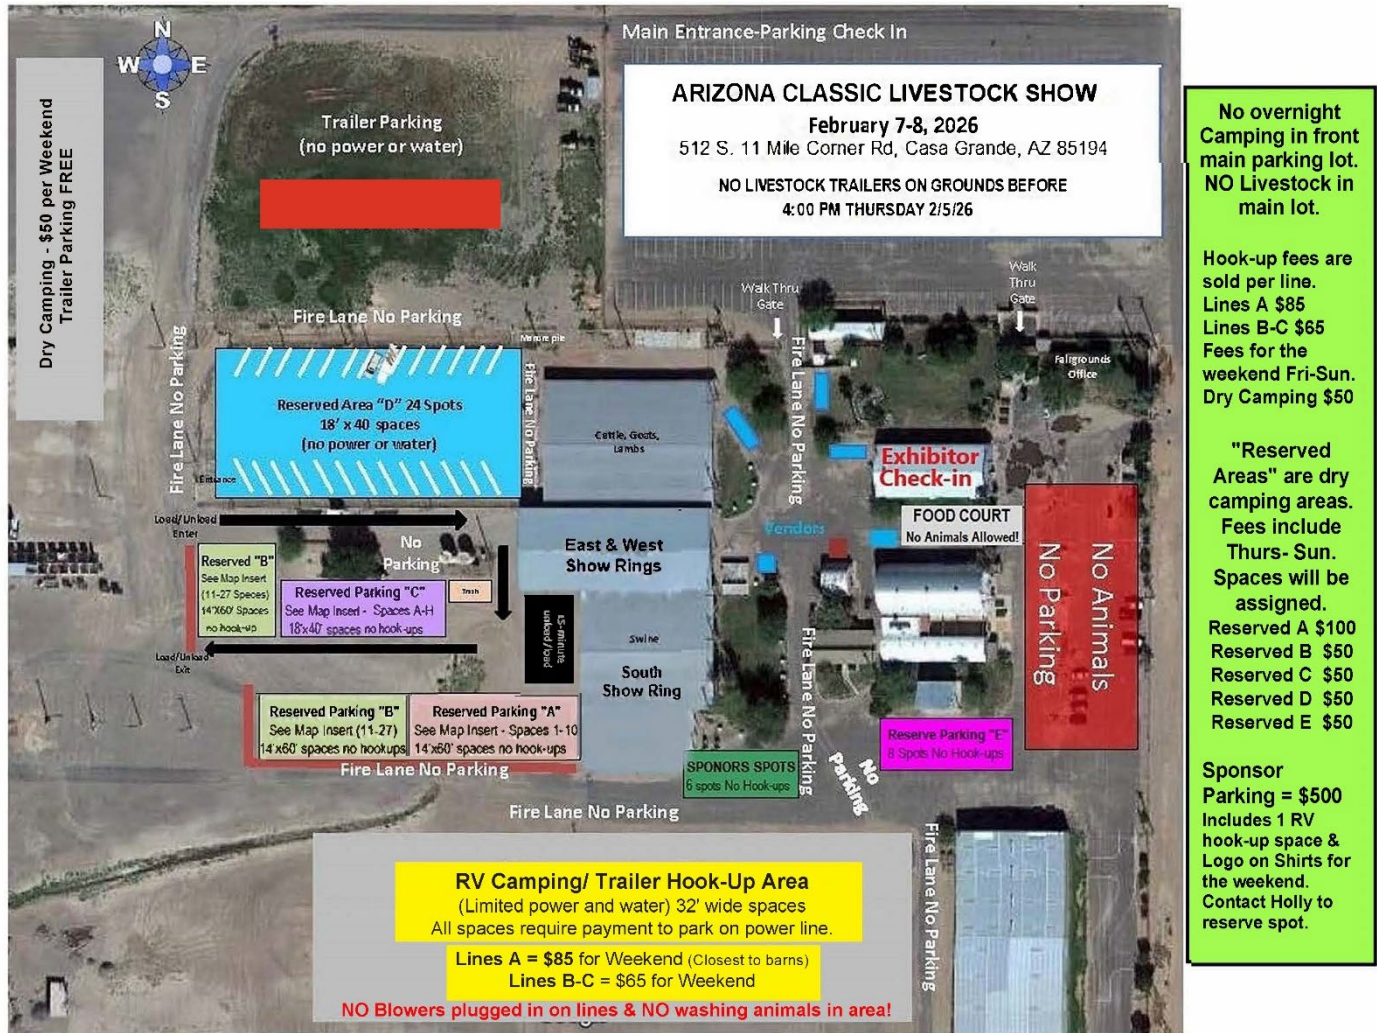 N
W E
S
Main Entrance-Parking Check In
ARIZONA CLASSIC LIVESTOCK SHOW
February 7-8, 2026
512 S. 11 Mile Corner Rd, Casa Grande, AZ 85194
NO LIVESTOCK TRAILERS ON GROUNDS BEFORE
4:00 PM THURSDAY 2/5/26
Dry Camping - $50 per Weekend
Trailer Parking FREE
Trailer Parking
(no power or water)
Walk Thru
Gate
Walk
Thru
Gate
Fire Lane No Parking
Manure pile
Fire Lane No Parking
Reserved Area "D" 24 Spots
18' x 40 spaces
(no power or water)
Entrance
Fire Lane No Parking
Cattle, Goats,
Lambs
Fire Lane No Parking
Fairgrounds
Office
Exhibitor
Check-in
Vendors
FOOD COURT
No Animals Allowed!
No Parking
No Animals
Load/Unload
Enter
No
Parking
East & West
Show Rings
Reserved "B"
See Map Insert
(11-27 Speces)
14'X60' Spaces
no hook-up
Reserved Parking "C"
See Map Insert - Spaces A-H
18'x40' spaces no hook-ups
Trash
15-minute
unload/load
Load/Unload
Exit
Swine
South
Show Ring
Fire Lane No Parking
Reserved Parking "B"
See Map Insert (11-27)
14'x60' spaces no hookups
Reserved Parking "A"
See Map Insert - Spaces 1-10
14'x60' spaces no hook-ups
Fire Lane No Parking
SPONORS SPOTS
6 spots No Hook-ups
No
Parking
Reserve Parking "E"
8 Spots No Hook-ups
Fire Lane No Parking
Fire Lane No Parking
RV Camping/ Trailer Hook-Up Area
(Limited power and water) 32' wide spaces
All spaces require payment to park on power line.
Lines A = $85 for Weekend (Closest to barns)
Lines B-C = $65 for Weekend
NO Blowers plugged in on lines & NO washing animals in area!
No overnight
Camping in front
main parking lot.
NO Livestock in
main lot.
Hook-up fees are
sold per line.
Lines A $85
Lines B-C $65
Fees for the
weekend Fri-Sun.
Dry Camping $50
"Reserved
Areas" are dry
camping areas.
Fees include
Thurs- Sun.
Spaces will be
assigned.
Reserved A $100
Reserved B $50
Reserved C $50
Reserved D $50
Reserved E $50
Sponsor
Parking = $500
Includes 1 RV
hook-up space &
Logo on Shirts for
the weekend.
Contact Holly to
reserve spot.